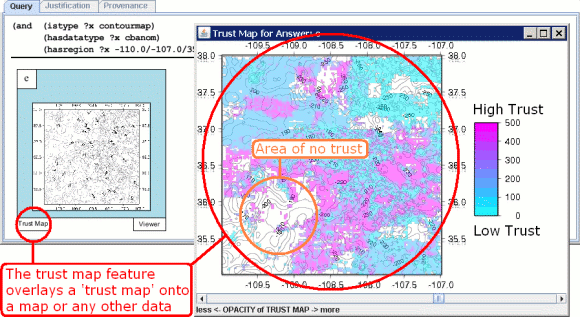 Query Justification Provenance
(and (istype ?x contourmap)
(hasdatatype ?x cbanom)
(hasregion ?x -110.0/-107.0/35
c
Trust Map
Viewer
Trust Map for Answer: c
-109.5 -108.5 -108.0 -107.5 -107.0
38.0 38.0
37.5 37.5
37.0 37.0
36.5 36.5
36.0 36.0
35.5 35.5
-109.5 -109.0 -108.5 -108.0 -107.5 -107.0
Area of no trust
High Trust
500
400
300
200
100
0
Low Trust
less <- OPACITY of TRUST MAP -> more
The trust map feature
overlays a 'trust map' onto
a map or any other data